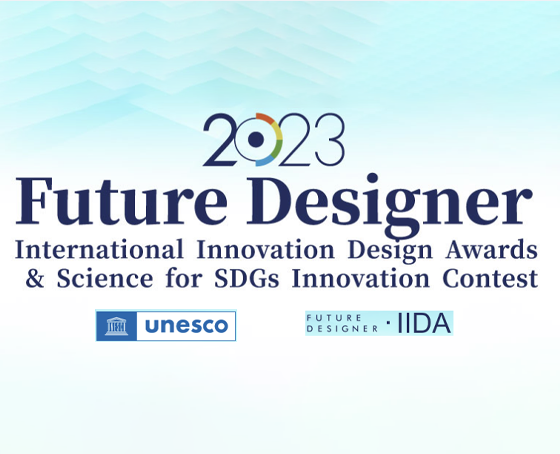 2023
Future Designer
International Innovation Design Awards
& Science for SDGs Innovation Contest
unesco
FUTURE
DESIGNER · IIDA